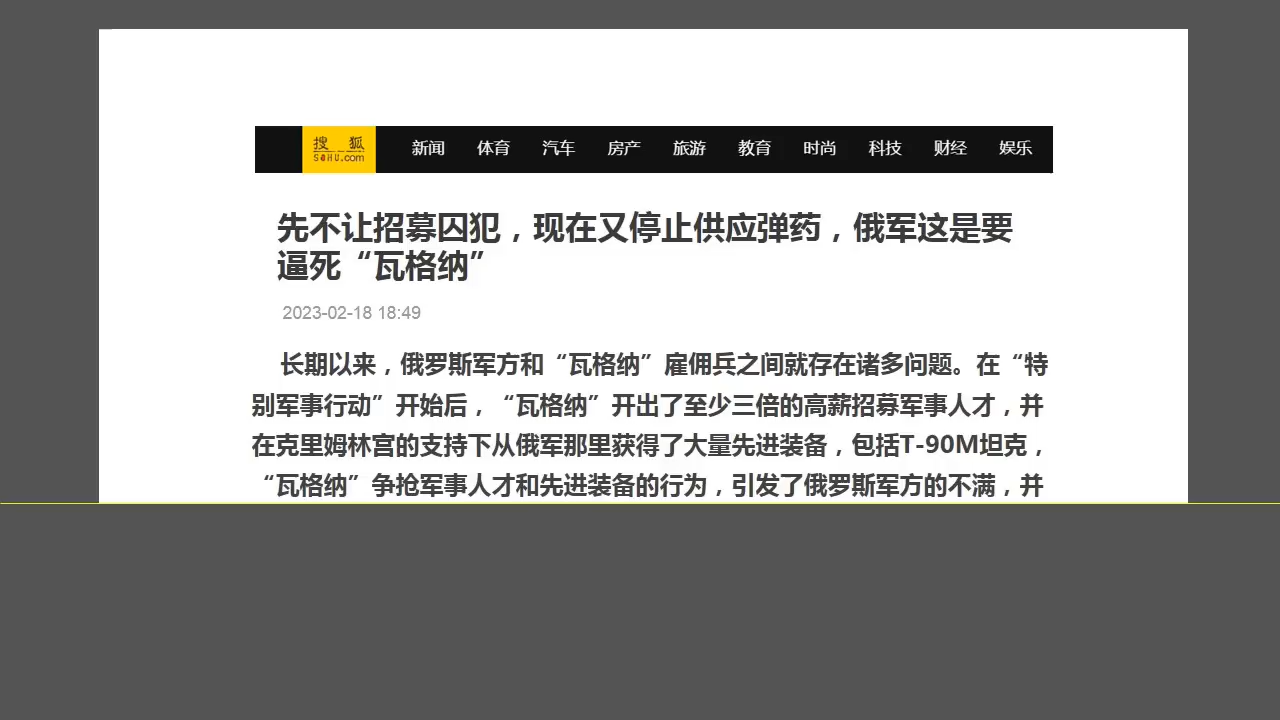 搜狐
SOHU.com
新闻 体育 汽车 房产 旅游 教育 时尚 科技 财经 娱乐
先不让招募囚犯，现在又停止供应弹药，俄军这是要
逼死“瓦格纳”
2023-02-18 18:49
长期以来，俄罗斯军方和“瓦格纳”雇佣兵之间就存在诸多问题。在“特
别军事行动”开始后，“瓦格纳”开出了至少三倍的高薪招募军事人才，并
在克里姆林宫的支持下从俄军那里获得了大量先进装备，包括T-90M坦克，
“瓦格纳”争抢军事人才和先进装备的行为，引发了俄罗斯军方的不满，并